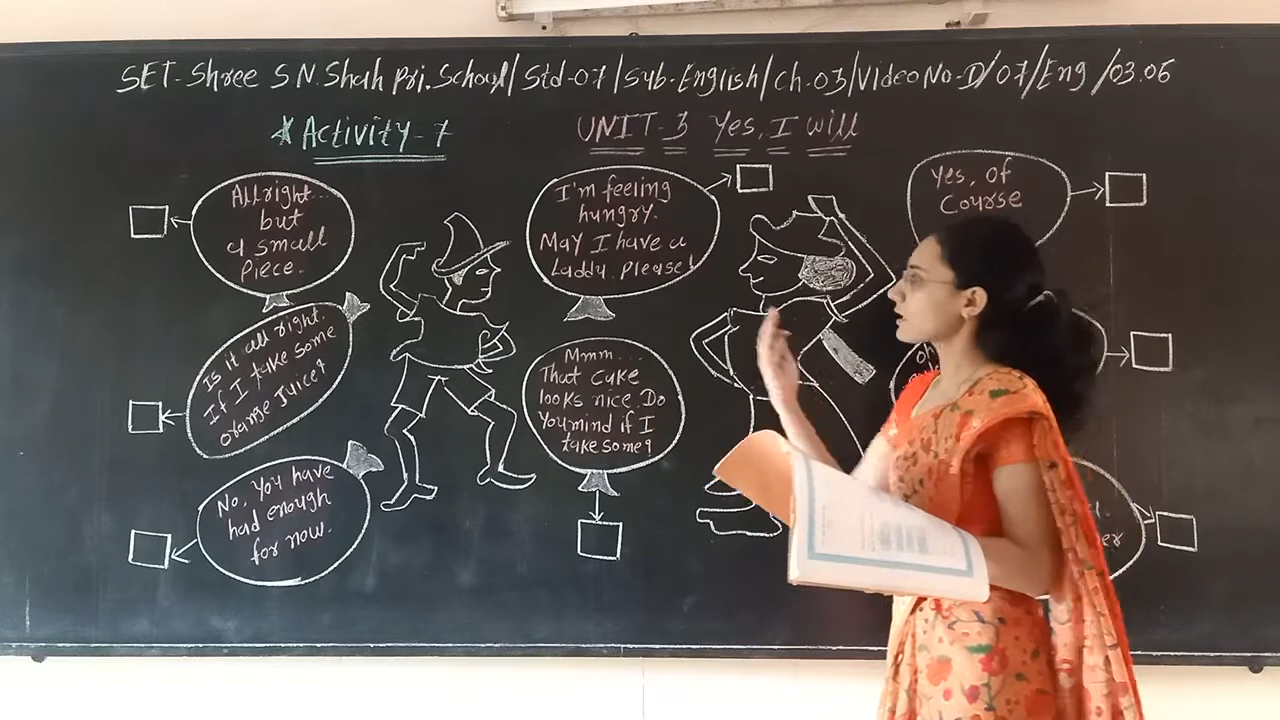 SET-Shree S.N.Shah Pri.School/Std-07/Sub-English/Ch.03/Video No-D/07/Eng/03.06
*Activity-7
UNIT-3 Yes, I will
All right...
but
a small
piece.
Is it all right.
If I take some
orange Juice?
No, You have
had enough
for now.
I'm feeling
hungry.
May I have a
Laddu, please!
Mmm...
That cake
looks nice. Do
You mind if I
take some?
Yes, of
Course